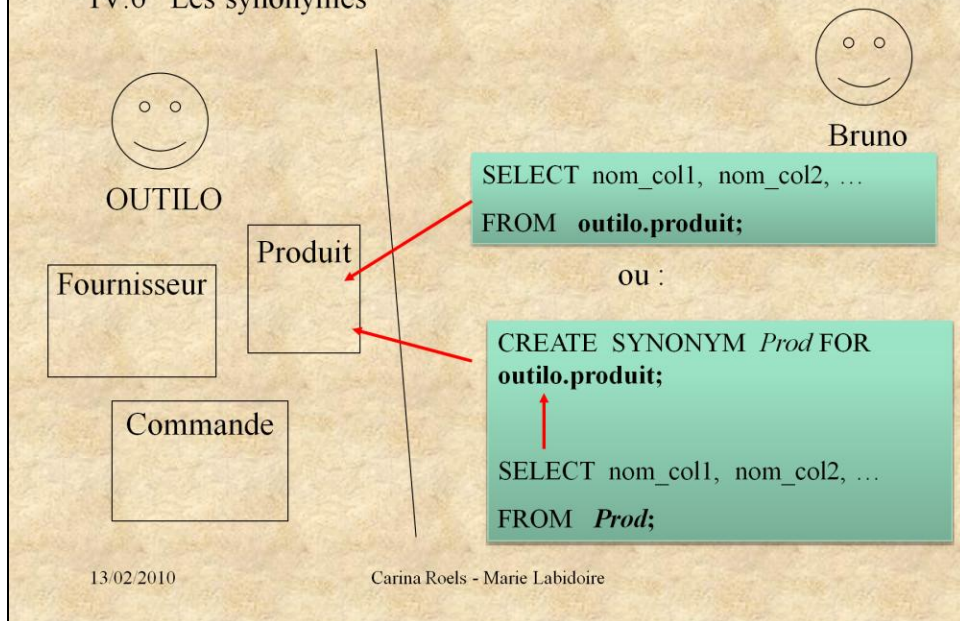 IV.6 Les synonymes
Bruno
OUTILO
SELECT nom_col1, nom_col2, …
FROM outilo.produit;
Produit
Fournisseur
ou :
CREATE SYNONYM Prod FOR
outilo.produit;
Commande
SELECT nom_col1, nom_col2, …
FROM Prod;
13/02/2010
Carina Roels - Marie Labidoire